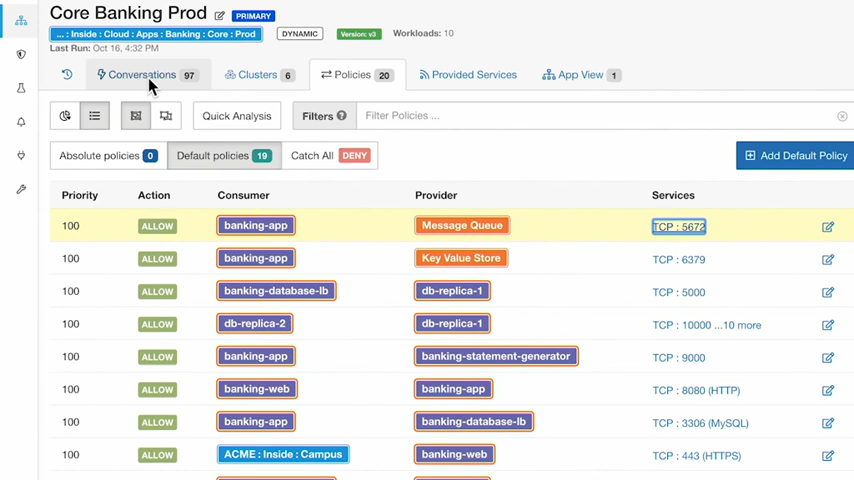 Core Banking Prod PRIMARY
... : Inside : Cloud : Apps : Banking : Core : Prod DYNAMIC Version: v3 Workloads: 10
Last Run: Oct 16, 4:32 PM
Conversations 97 Clusters 6 Policies 20 Provided Services App View 1
Quick Analysis Filters Filter Policies ...
Absolute policies 0 Default policies 19 Catch All DENY Add Default Policy
Priority Action Consumer Provider Services
100 ALLOW banking-app Message Queue TCP : 5672
100 ALLOW banking-app Key Value Store TCP : 6379
100 ALLOW banking-database-lb db-replica-1 TCP : 5000
100 ALLOW db-replica-2 db-replica-1 TCP : 10000 ...10 more
100 ALLOW banking-app banking-statement-generator TCP : 9000
100 ALLOW banking-web banking-app TCP : 8080 (HTTP)
100 ALLOW banking-app banking-database-lb TCP : 3306 (MySQL)
100 ALLOW ACME : Inside : Campus banking-web TCP : 443 (HTTPS)